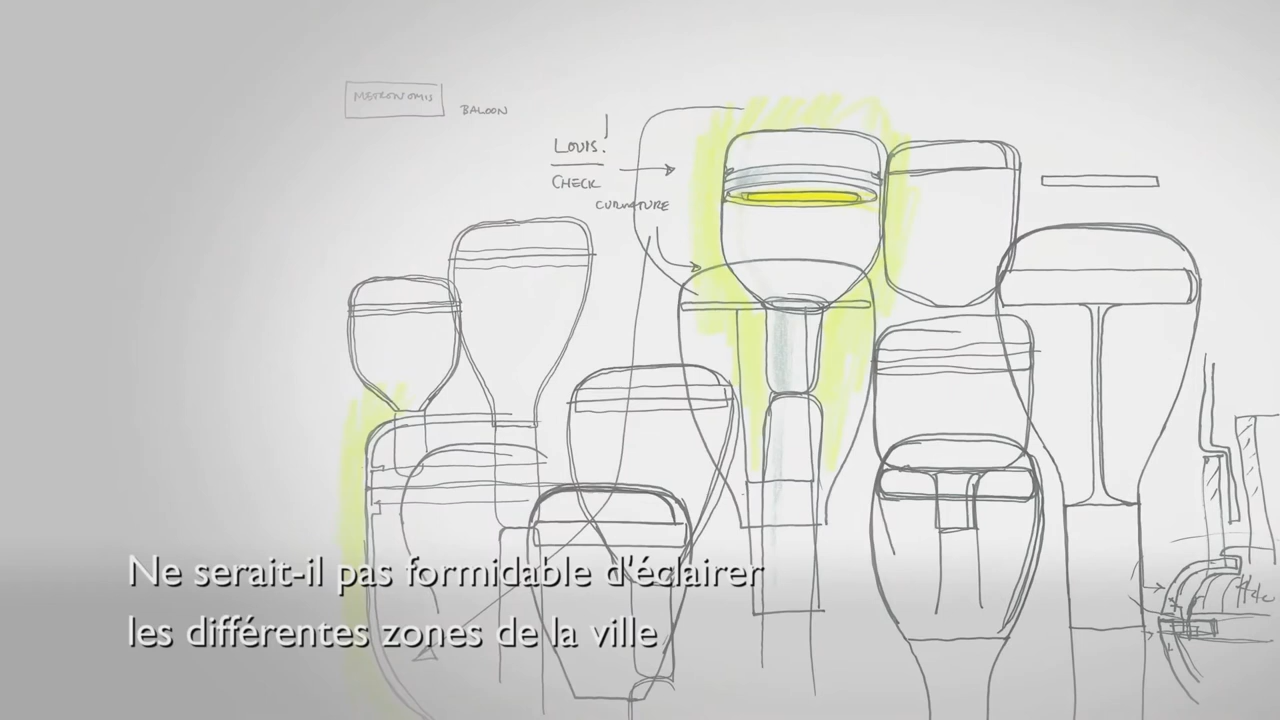 METRONOMIS
BALOON
LOUIS!
CHECK
CURVATURE
Ne serait-il pas formidable d'éclairer
les différentes zones de la ville